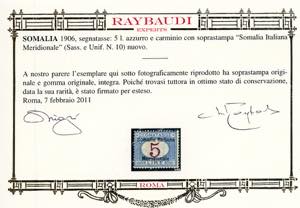 RAYBAUDI
EXPERTS
SOMALIA 1906, segnatasse: 5 l. azzurro e carminio con soprastampa "Somalia Italiana
Meridionale" (Sass. e Unif. N. 10) nuovo.
A nostro parere l'esemplare qui sotto fotograficamente riprodotto ha soprastampa origi-
nale e gomma originale, integra. Poiché trovasi tuttora in ottimo stato di conservazione,
data la sua rarità, è stato firmato per esteso.
Roma, 7 febbraio 2011
5
ROMA